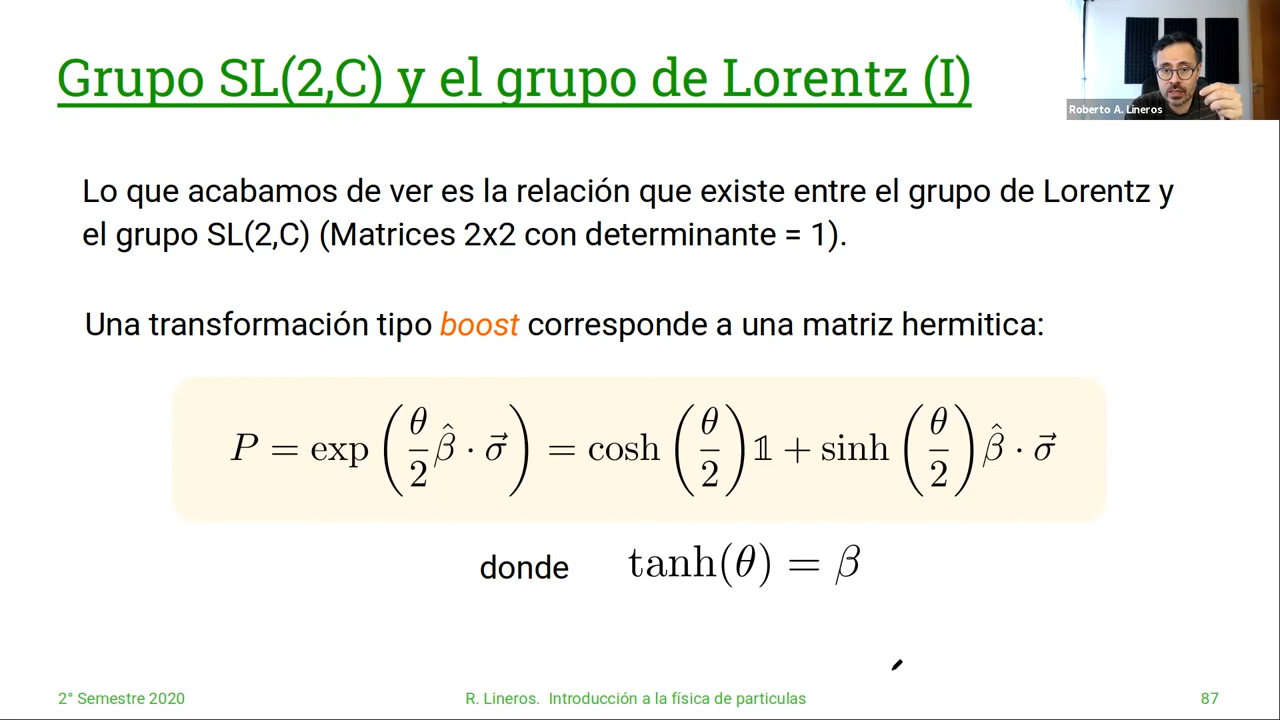 Grupo SL(2,C) y el grupo de Lorentz (I)
Roberto A. Lineros
Lo que acabamos de ver es la relación que existe entre el grupo de Lorentz y
el grupo SL(2,C) (Matrices 2x2 con determinante = 1).
Una transformación tipo boost corresponde a una matriz hermitica:
P = exp(θ/2 β̂ · σ⃗) = cosh(θ/2)𝟙 + sinh(θ/2) β̂ · σ⃗
donde tanh(θ) = β
2° Semestre 2020 R. Lineros. Introducción a la física de particulas 87